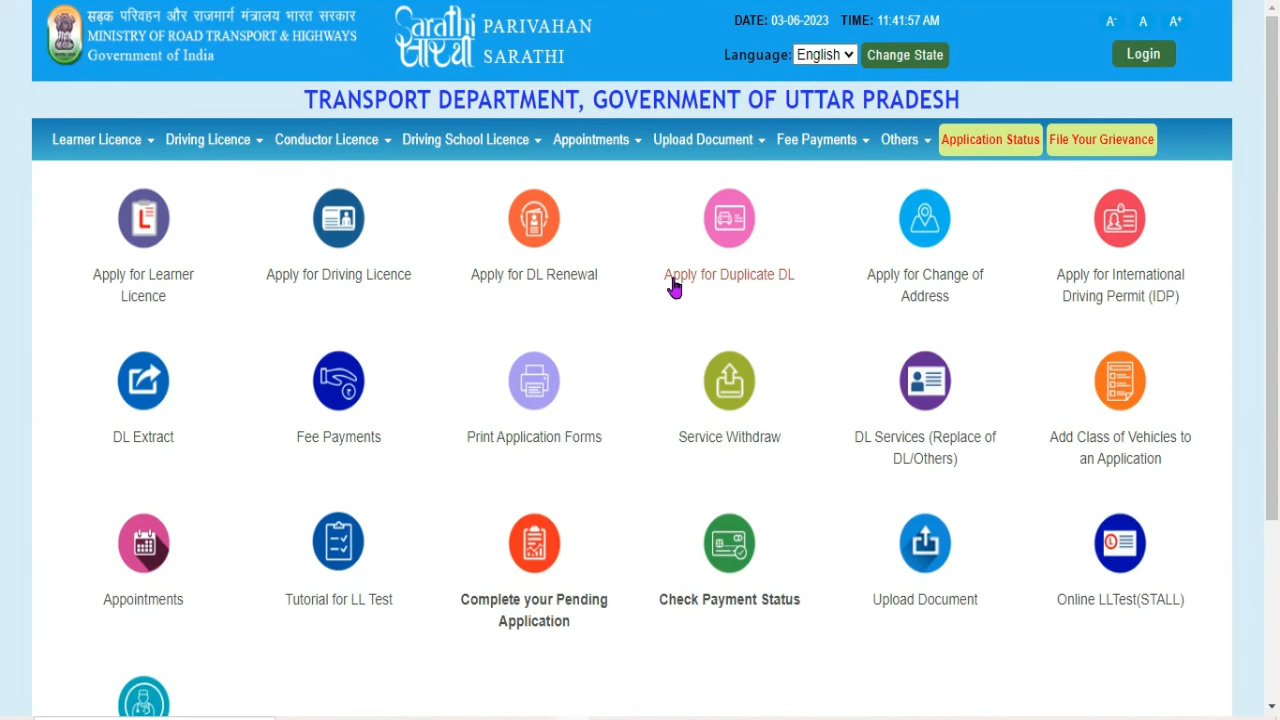 सड़क परिवहन और राजमार्ग मंत्रालय भारत सरकार
MINISTRY OF ROAD TRANSPORT & HIGHWAYS
Government of India
Sarathi
सारथी
PARIVAHAN
SARATHI
DATE: 03-06-2023 TIME: 11:41:57 AM
A- A A+
Language: English Change State
Login
TRANSPORT DEPARTMENT, GOVERNMENT OF UTTAR PRADESH
Learner Licence Driving Licence Conductor Licence Driving School Licence Appointments Upload Document Fee Payments Others Application Status File Your Grievance
L
Apply for Learner
Licence
Apply for Driving Licence
Apply for DL Renewal
Apply for Duplicate DL
Apply for Change of
Address
Apply for International
Driving Permit (IDP)
DL Extract
₹
Fee Payments
Print Application Forms
Service Withdraw
DL Services (Replace of
DL/Others)
Add Class of Vehicles to
an Application
Appointments
Tutorial for LL Test
Complete your Pending
Application
Check Payment Status
Upload Document
L
Online LLTest(STALL)